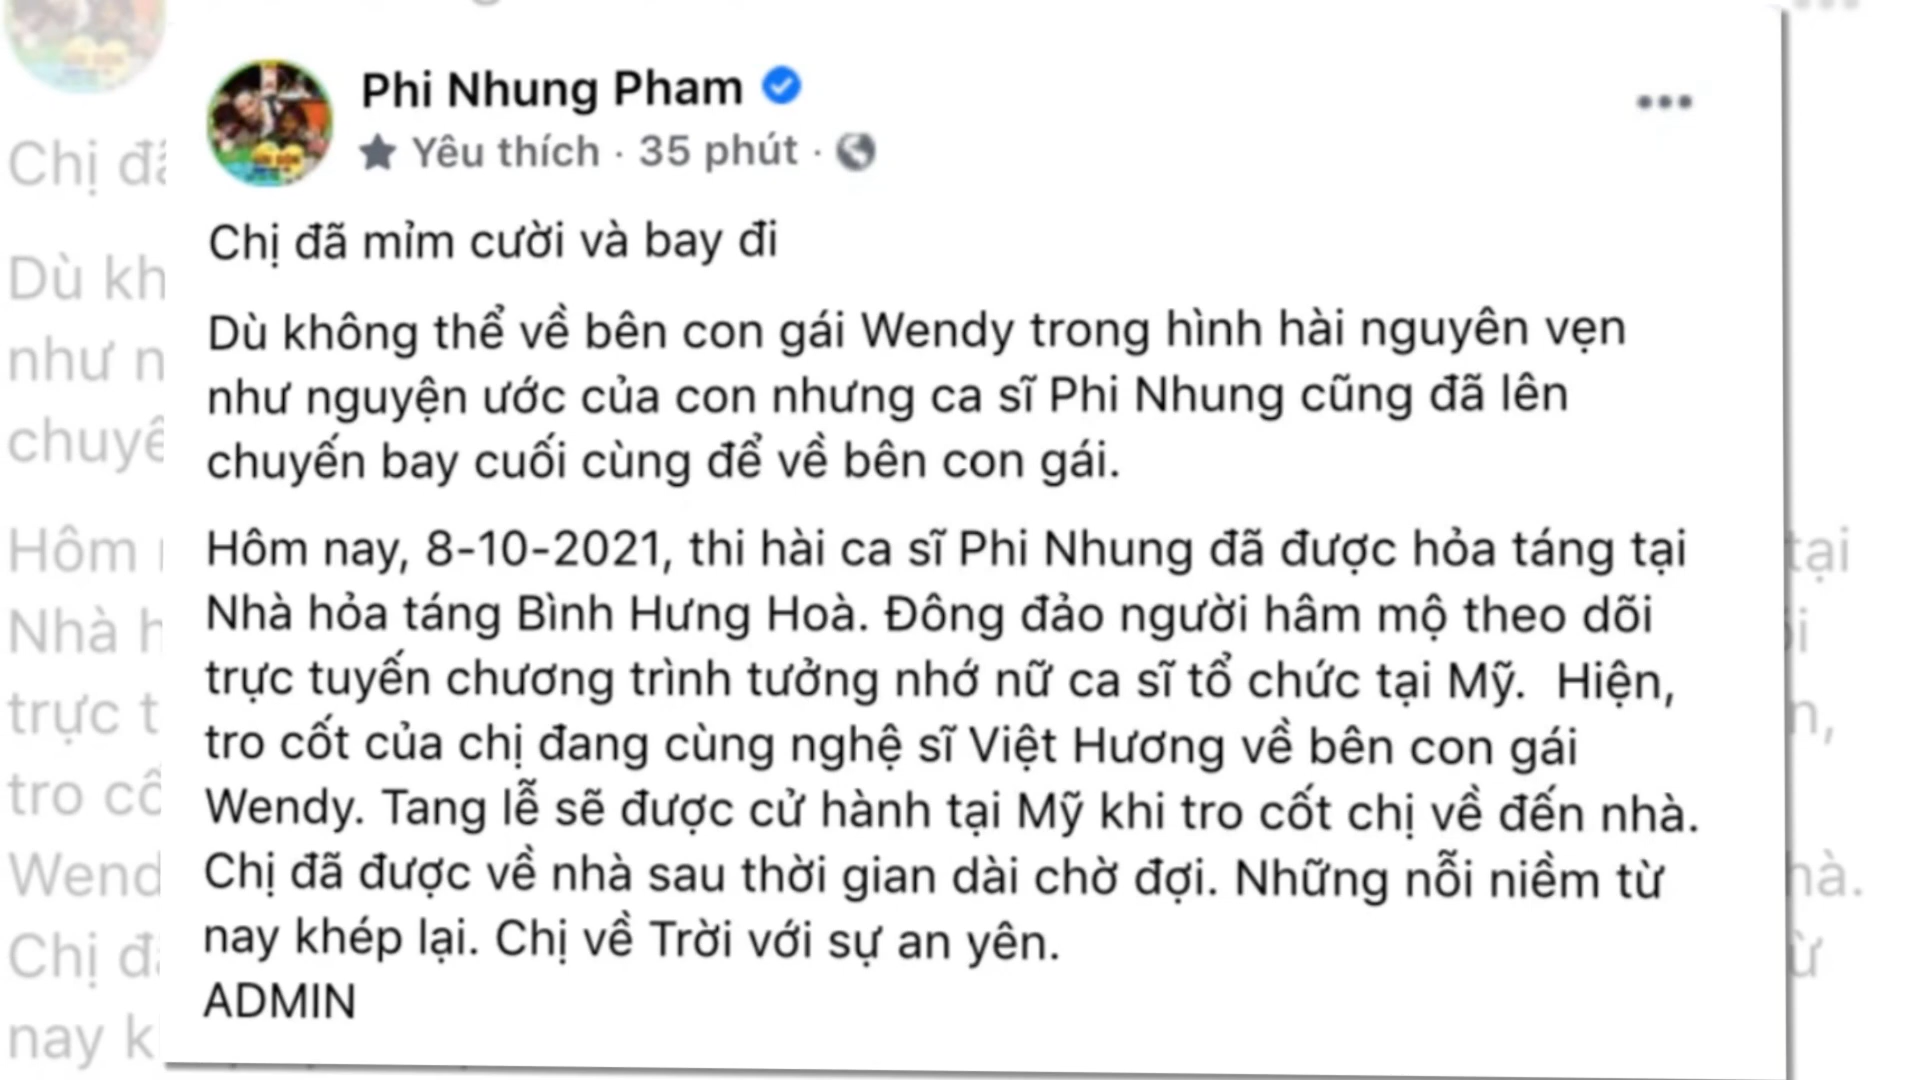 Phi Nhung Pham
Yêu thích · 35 phút ·
Chị đã mỉm cười và bay đi
Dù không thể về bên con gái Wendy trong hình hài nguyên vẹn
như nguyện ước của con nhưng ca sĩ Phi Nhung cũng đã lên
chuyến bay cuối cùng để về bên con gái.
Hôm nay, 8-10-2021, thi hài ca sĩ Phi Nhung đã được hỏa táng tại
Nhà hỏa táng Bình Hưng Hoà. Đông đảo người hâm mộ theo dõi
trực tuyến chương trình tưởng nhớ nữ ca sĩ tổ chức tại Mỹ. Hiện,
tro cốt của chị đang cùng nghệ sĩ Việt Hương về bên con gái
Wendy. Tang lễ sẽ được cử hành tại Mỹ khi tro cốt chị về đến nhà.
Chị đã được về nhà sau thời gian dài chờ đợi. Những nỗi niềm từ
nay khép lại. Chị về Trời với sự an yên.
ADMIN